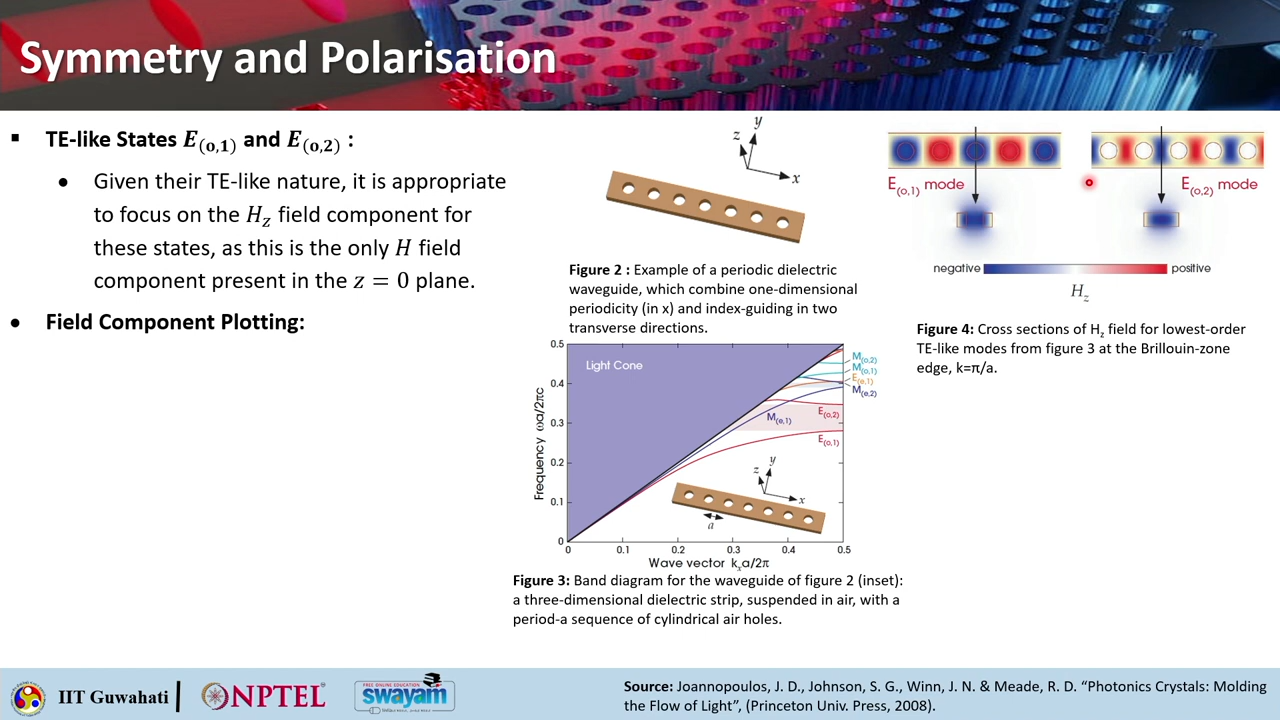 Symmetry and Polarisation
▪ TE-like States E(o,1) and E(o,2) :
• Given their TE-like nature, it is appropriate
to focus on the Hz field component for
these states, as this is the only H field
component present in the z = 0 plane.
• Field Component Plotting:
y
z
x
Figure 2 : Example of a periodic dielectric
waveguide, which combine one-dimensional
periodicity (in x) and index-guiding in two
transverse directions.
E(o,1) mode
E(o,2) mode
negative
positive
Hz
Figure 4: Cross sections of Hz field for lowest-order
TE-like modes from figure 3 at the Brillouin-zone
edge, k=π/a.
Light Cone
Frequency ωa/2πc
0.5
0.4
0.3
0.2
0.1
0
M(o,2)
M(o,1)
E(e,1)
M(e,2)
E(o,2)
M(e,1)
E(o,1)
y
z
x
a
0 0.1 0.2 0.3 0.4 0.5
Wave vector kxa/2π
Figure 3: Band diagram for the waveguide of figure 2 (inset):
a three-dimensional dielectric strip, suspended in air, with a
period-a sequence of cylindrical air holes.
IIT Guwahati
NPTEL
FREE ONLINE EDUCATION
swayam
Source: Joannopoulos, J. D., Johnson, S. G., Winn, J. N. & Meade, R. D. “Photonics Crystals: Molding
the Flow of Light”, (Princeton Univ. Press, 2008).